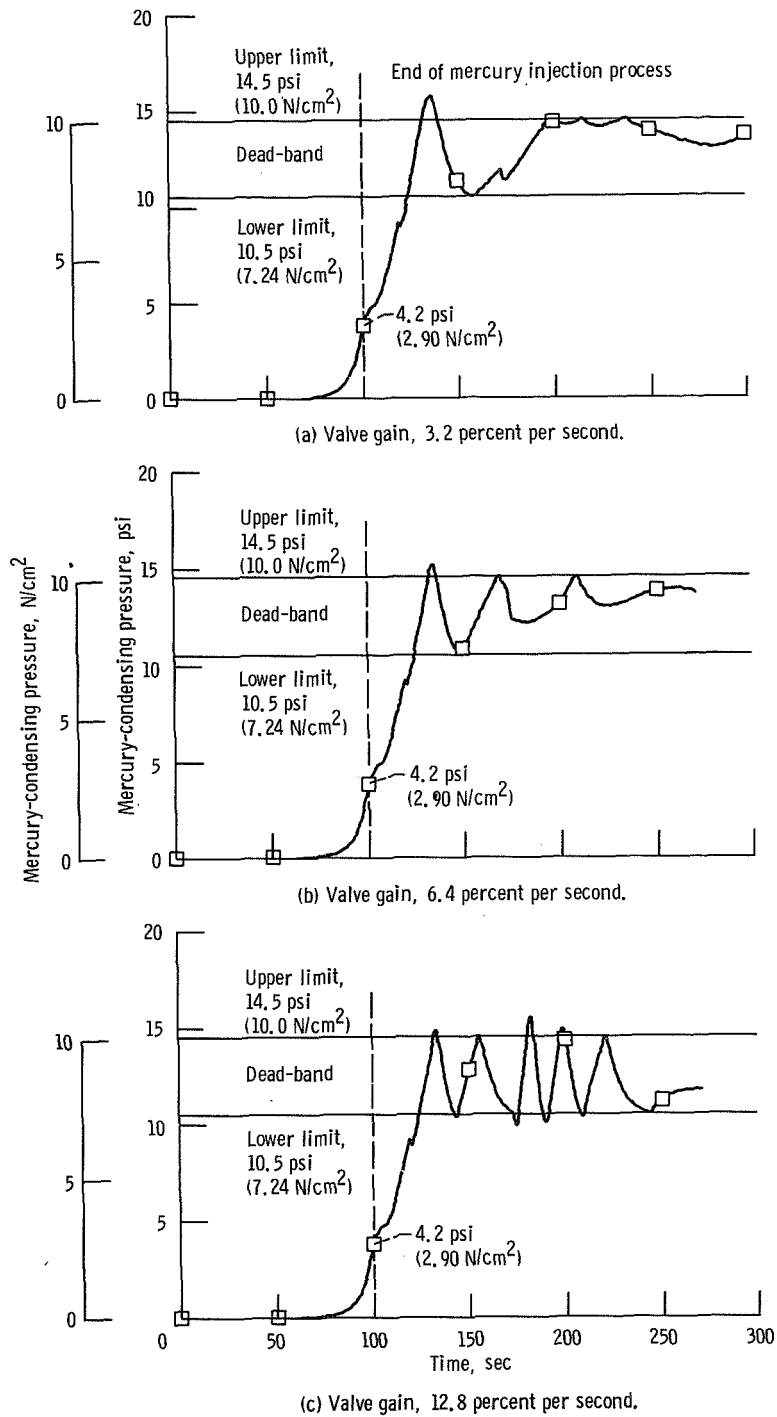 20
Upper limit,
14.5 psi
(10.0 N/cm2)
End of mercury injection process
15
10
Dead-band
10
Lower limit,
10.5 psi
(7.24 N/cm2)
5
5
4.2 psi
(2.90 N/cm2)
0
0
(a) Valve gain, 3.2 percent per second.
Mercury-condensing pressure, N/cm2
Mercury-condensing pressure, psi
20
Upper limit,
14.5 psi
(10.0 N/cm2)
15
10
Dead-band
10
Lower limit,
10.5 psi
(7.24 N/cm2)
5
5
4.2 psi
(2.90 N/cm2)
0
0
(b) Valve gain, 6.4 percent per second.
20
Upper limit,
14.5 psi
(10.0 N/cm2)
15
10
Dead-band
10
Lower limit,
10.5 psi
(7.24 N/cm2)
5
5
4.2 psi
(2.90 N/cm2)
0
0 50 100 150 200 250 300
Time, sec
(c) Valve gain, 12.8 percent per second.